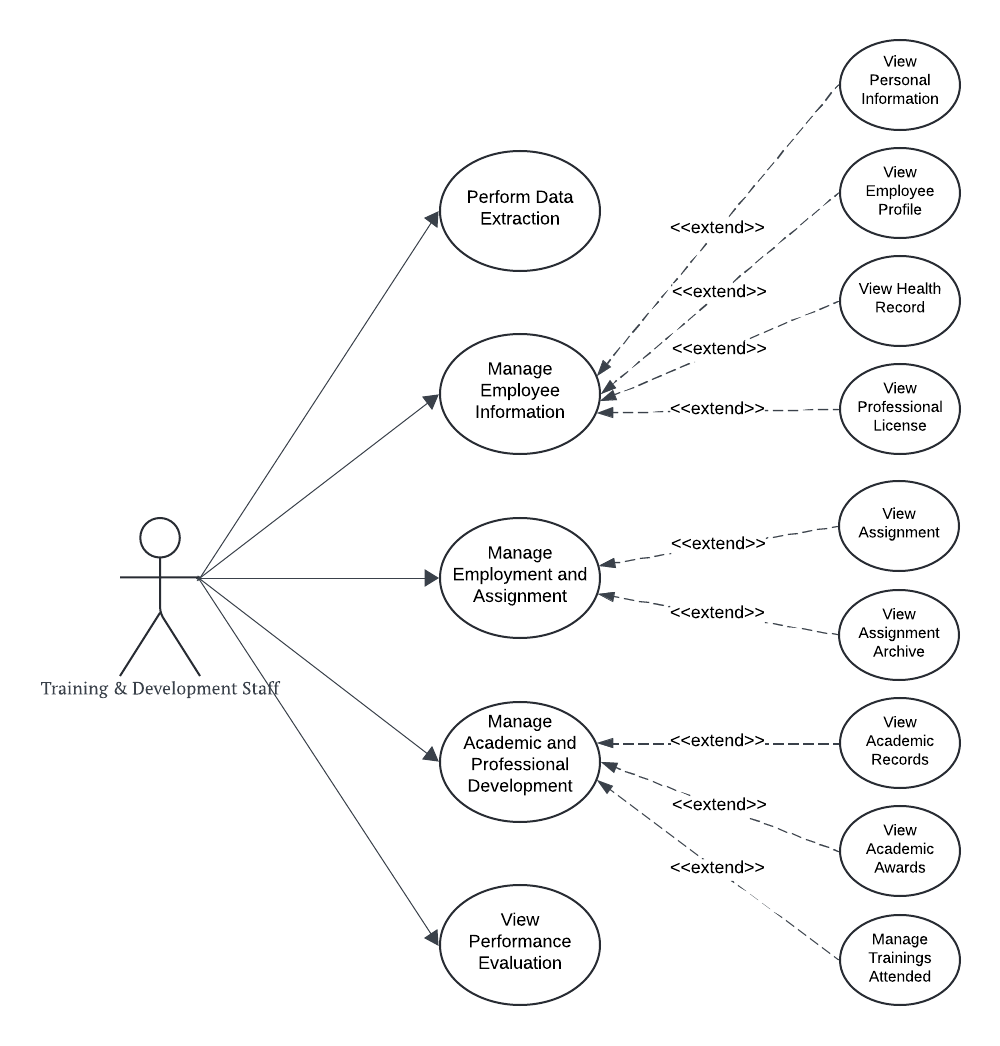 View
Personal
Information
View
Employee
Profile
<<extend>>
Perform Data
Extraction
<<extend>>
View Health
Record
<<extend>>
Manage
Employee
Information
<<extend>>
View
Professional
License
View
Assignment
<<extend>>
Manage
Employment and
Assignment
<<extend>>
View
Assignment
Archive
Training & Development Staff
Manage
Academic and
Professional
Development
<<extend>>
View
Academic
Records
<<extend>>
View
Academic
Awards
<<extend>>
View
Performance
Evaluation
Manage
Trainings
Attended